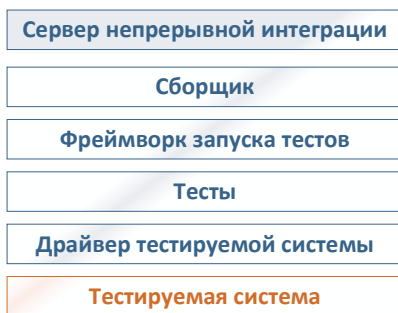 Сервер непрерывной интеграции
Сборщик
Фреймворк запуска тестов
Тесты
Драйвер тестируемой системы
Тестируемая система